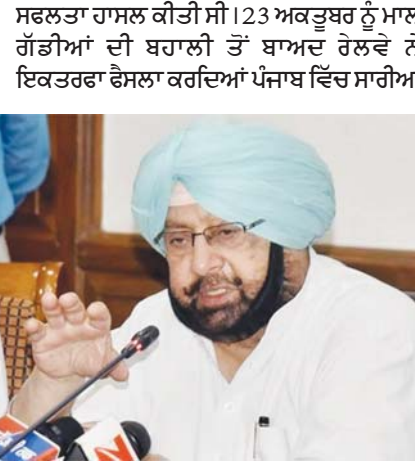 ਸਫਲਤਾ ਹਾਸਲ ਕੀਤੀ ਸੀ।23 ਅਕਤੂਬਰ ਨੂੰ ਮਾਲ
ਗੱਡੀਆਂ ਦੀ ਬਹਾਲੀ ਤੋਂ ਬਾਅਦ ਰੇਲਵੇ ਨੇ
ਇਕਤਰਫਾ ਫੈਸਲਾ ਕਰਦਿਆਂ ਪੰਜਾਬ ਵਿੱਚ ਸਾਰੀਆਂ